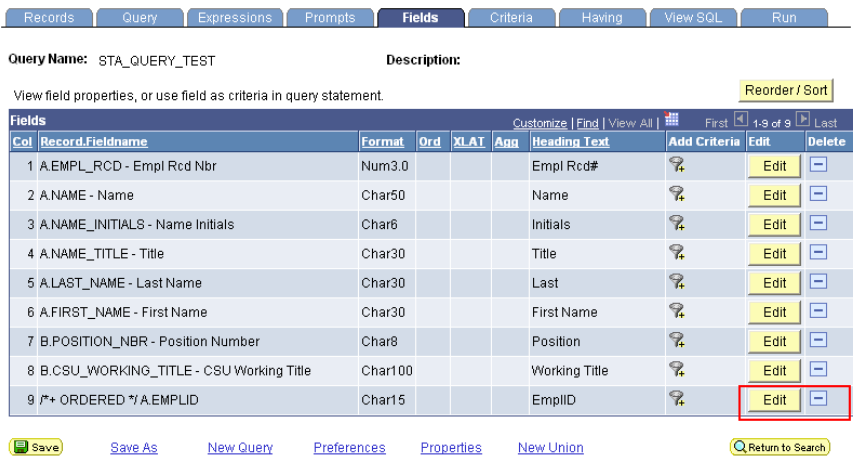 Records Query Expressions Prompts Fields Criteria Having View SQL Run
Query Name: STA_QUERY_TEST Description:
View field properties, or use field as criteria in query statement. Reorder / Sort
Fields Customize | Find | View All | First 1-9 of 9 Last
Col Record.Fieldname Format Ord XLAT Agg Heading Text Add Criteria Edit Delete
1 A.EMPL_RCD - Empl Rcd Nbr Num3.0 Empl Rcd# Edit
2 A.NAME - Name Char50 Name Edit
3 A.NAME_INITIALS - Name Initials Char6 Initials Edit
4 A.NAME_TITLE - Title Char30 Title Edit
5 A.LAST_NAME - Last Name Char30 Last Edit
6 A.FIRST_NAME - First Name Char30 First Name Edit
7 B.POSITION_NBR - Position Number Char8 Position Edit
8 B.CSU_WORKING_TITLE - CSU Working Title Char100 Working Title Edit
9 /*+ ORDERED */ A.EMPLID Char15 EmplID Edit
Save Save As New Query Preferences Properties New Union Return to Search